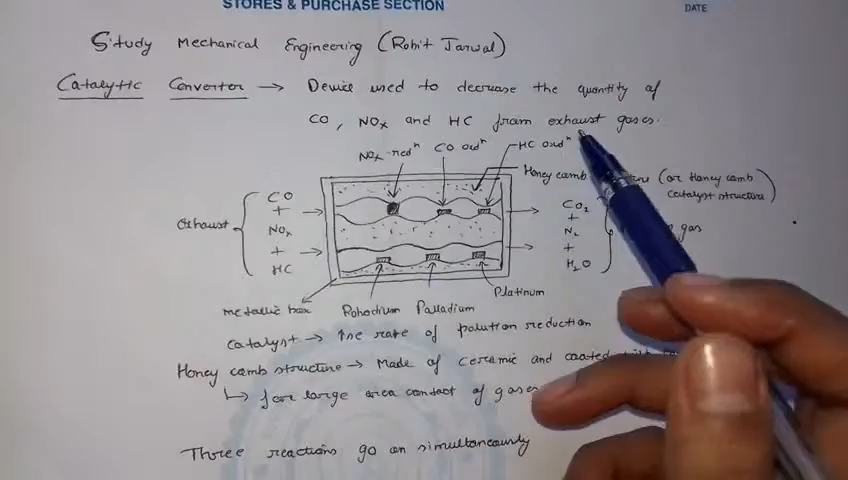 STORES & PURCHASE SECTION
DATE
Study Mechanical Engineering (Rohit Jarwal)
Catalytic Converter → Device used to decrease the quantity of
CO, NOx and HC from exhaust gases.
NOx redⁿ
CO oxdⁿ
HC oxdⁿ
Honey comb (or Honey comb
catalyst structure)
Exhaust
CO
+
NOx
+
HC
CO2
+
N2
+
H2O
gas
metallic box
Rohodium
Palladium
Platinum
Catalyst → ↑se rate of polution reduction
Honey comb structure → Made of ceramic and coated
↳ for large area contact of gases
Three reactions go on simultaneously